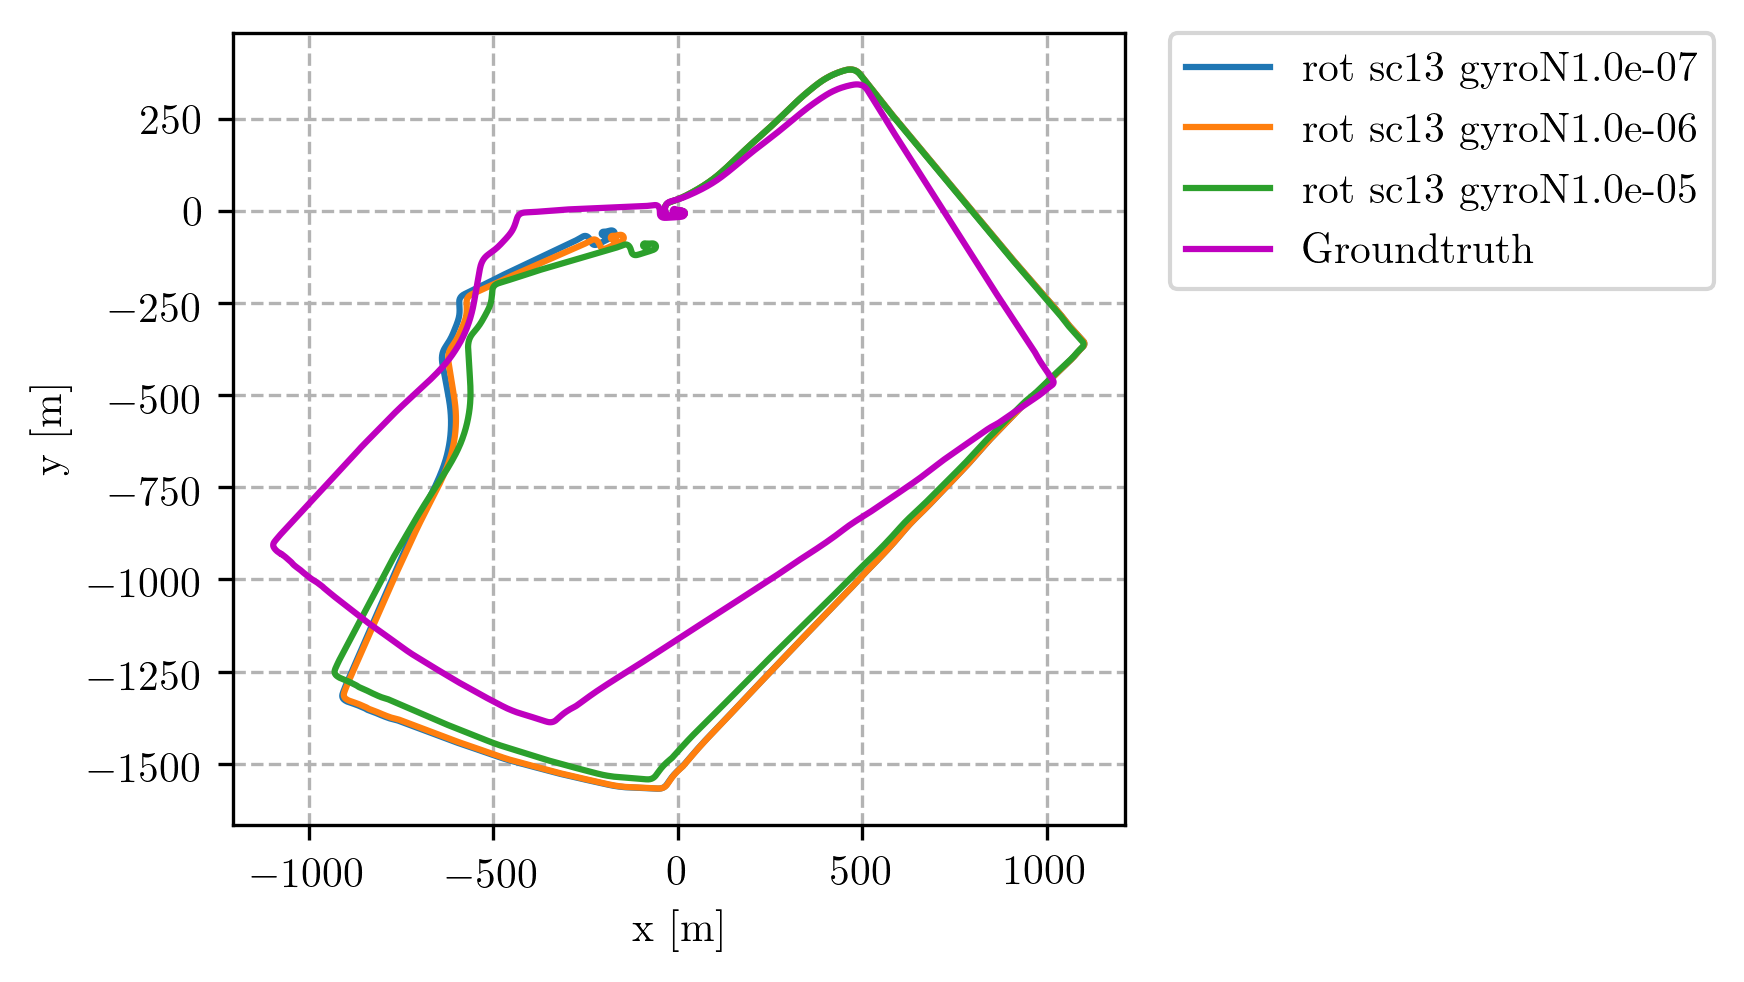 250
0
−250
−500
−750
−1000
−1250
−1500
y [m]
−1000
−500
0
500
1000
x [m]
rot sc13 gyroN1.0e-07
rot sc13 gyroN1.0e-06
rot sc13 gyroN1.0e-05
Groundtruth